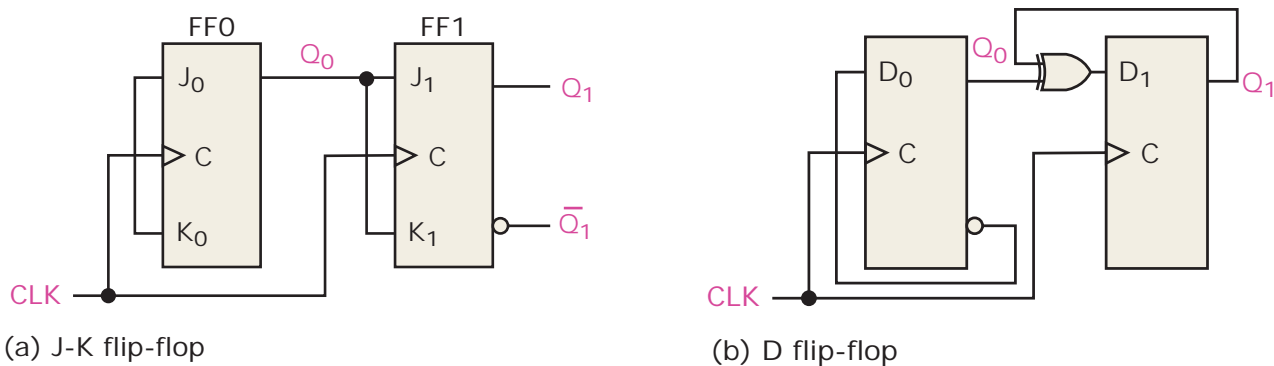 FF0 FF1
Q₀
J₀ J₁ Q₁
C C
K₀ K₁ Q̅₁
CLK
(a) J-K flip-flop
Q₀
D₀ D₁ Q₁
C C
CLK
(b) D flip-flop